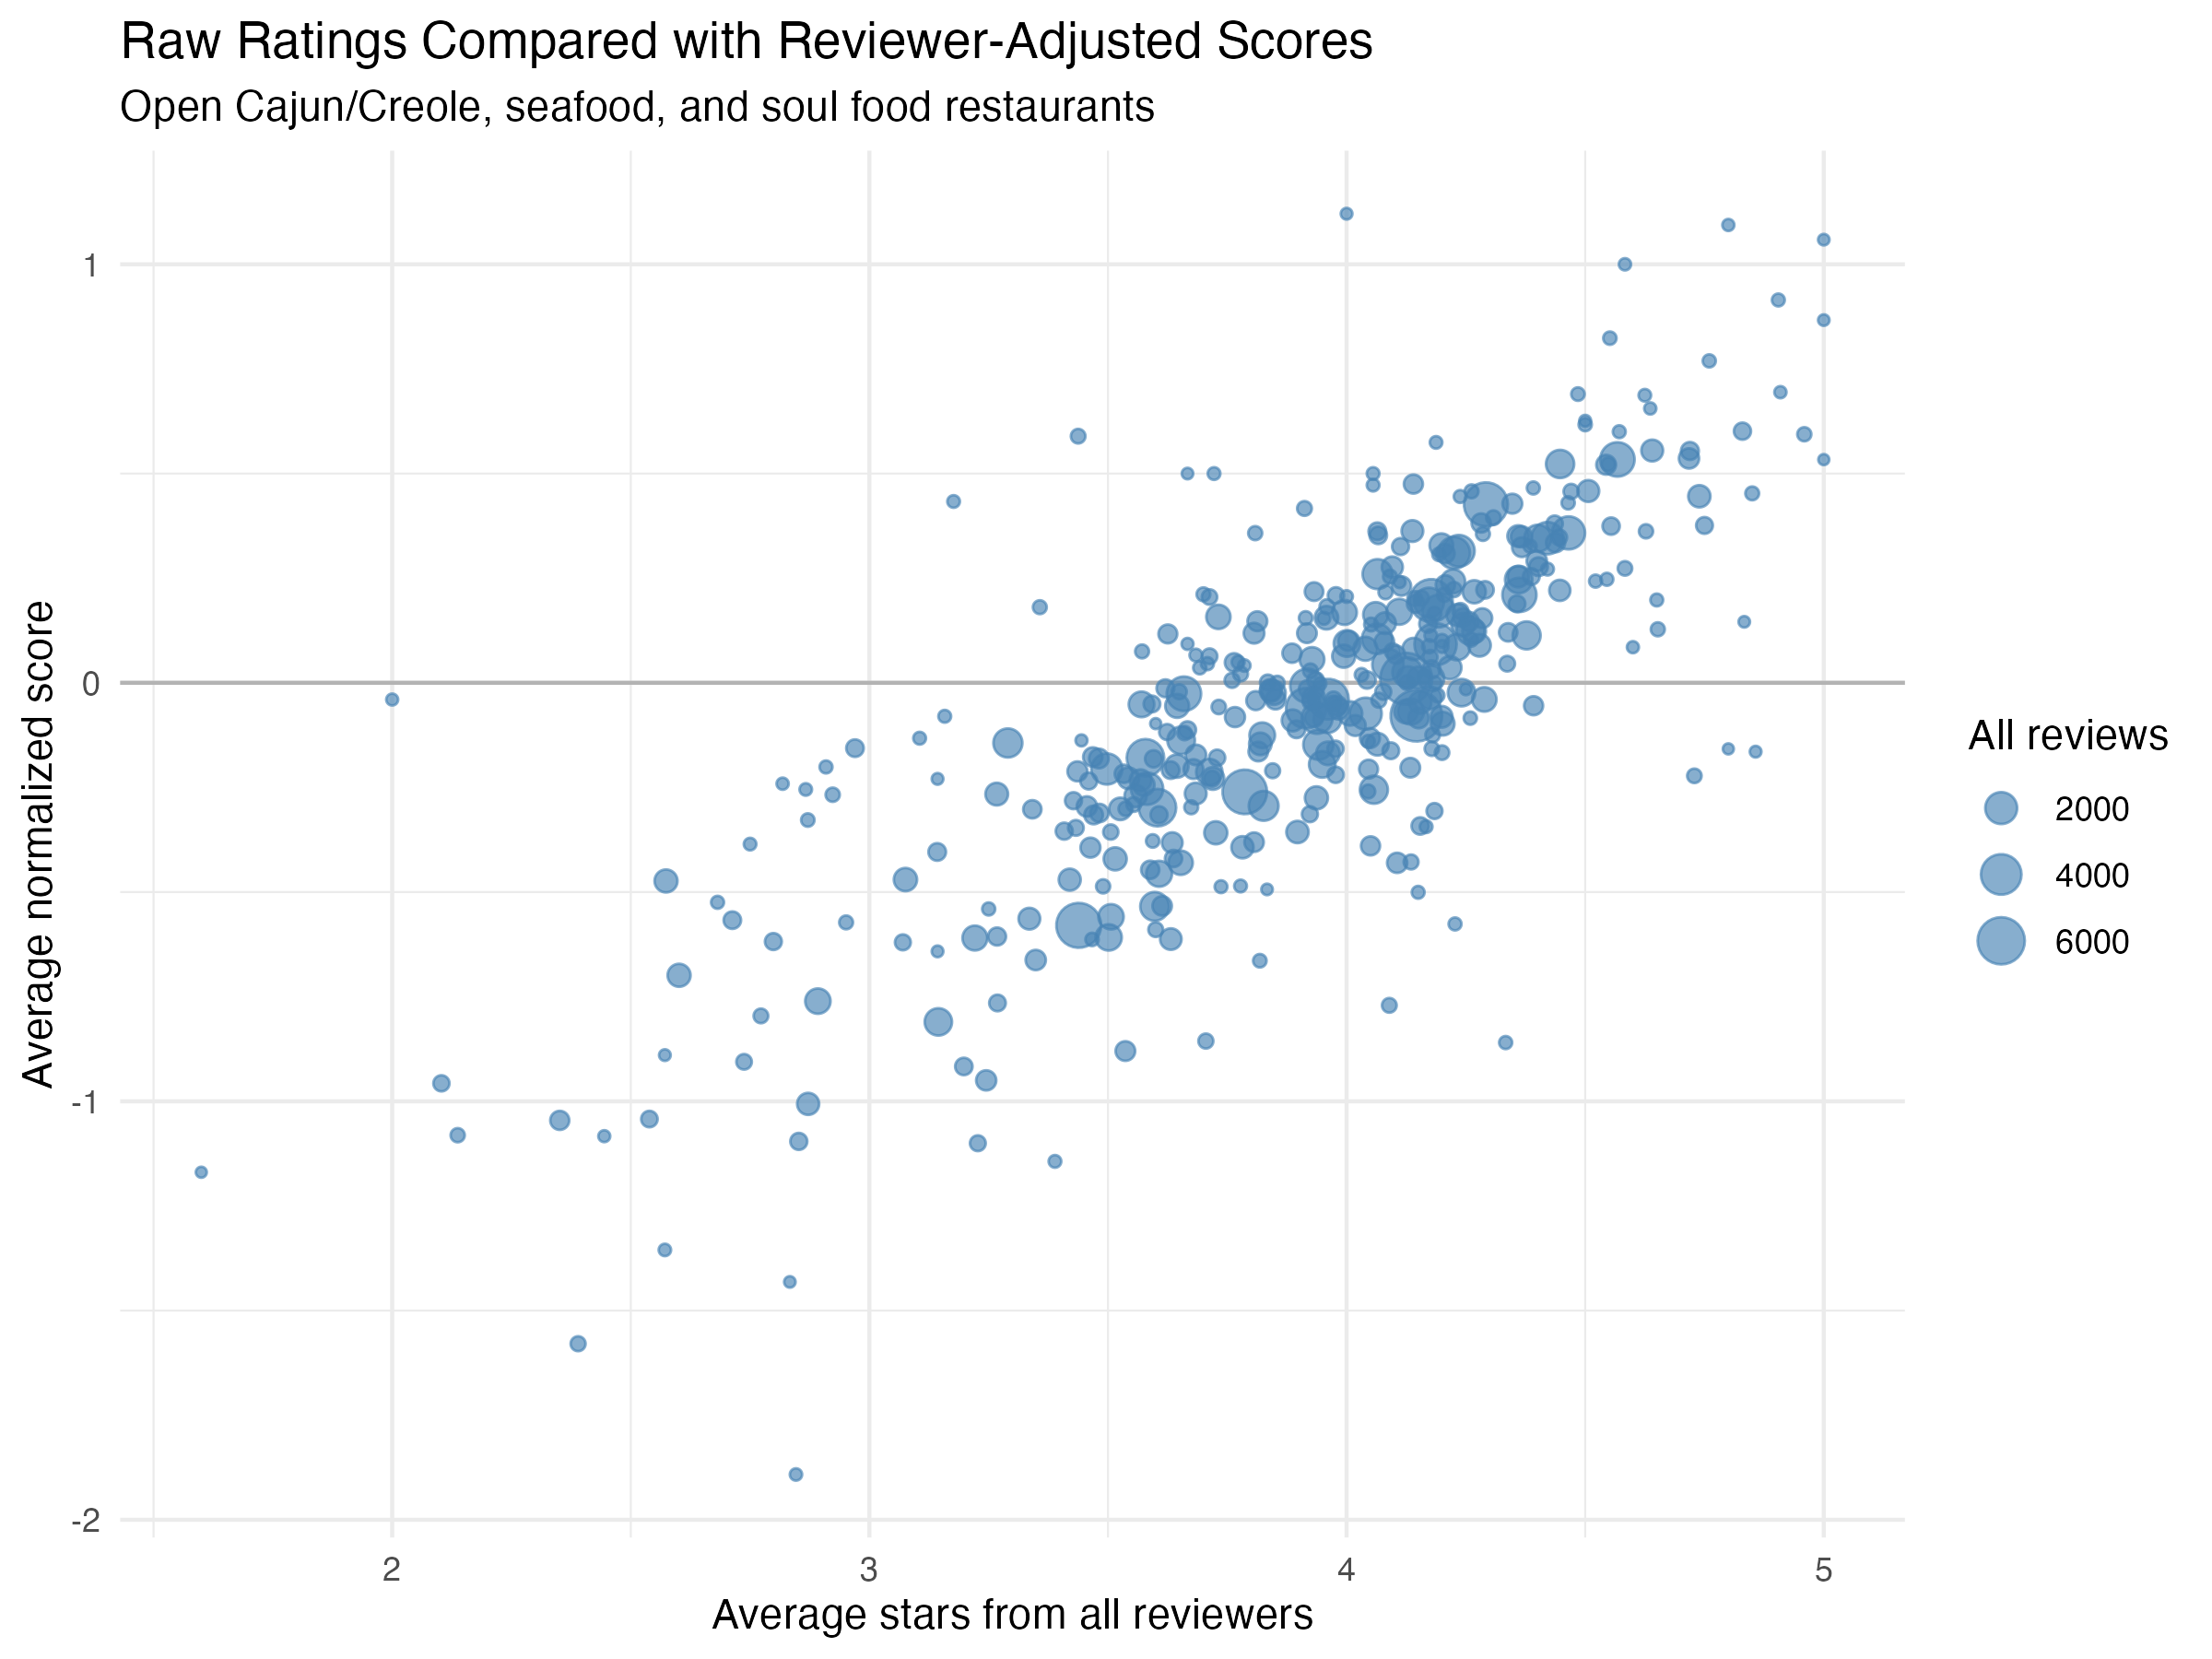 Raw Ratings Compared with Reviewer-Adjusted Scores
Open Cajun/Creole, seafood, and soul food restaurants
Average normalized score
1
0
-1
-2
2
3
4
5
Average stars from all reviewers
All reviews
2000
4000
6000